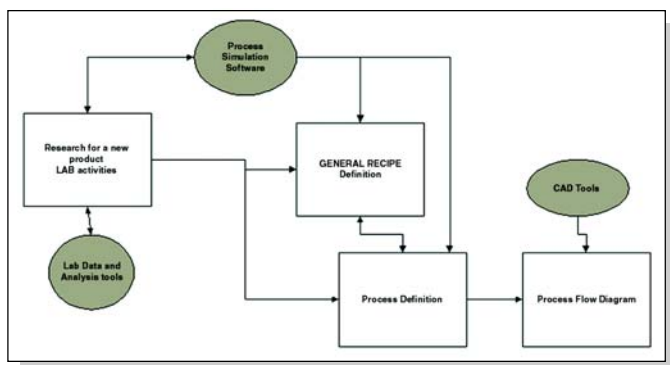 Process
Simulation
Software
Research for a new
product
LAB activities
GENERAL RECIPE
Definition
CAD Tools
Lab Data and
Analysis tools
Process Definition
Process Flow Diagram